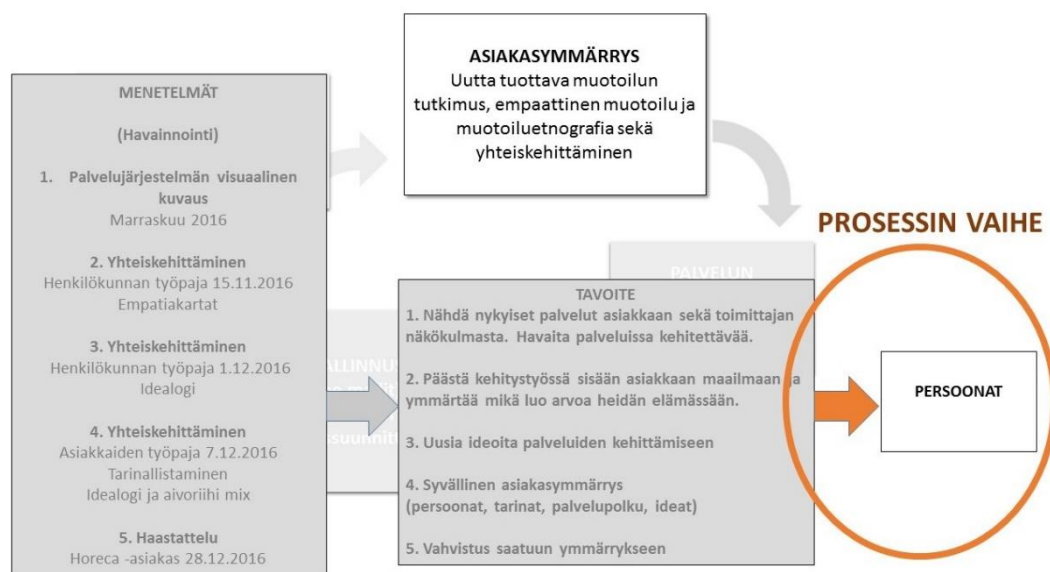 ASIAKASYMMÄRRYS
Uutta tuottava muotoilun
tutkimus, empaattinen muotoilu ja
muotoiluetnografia sekä
yhteiskehittäminen
MENETELMÄT
(Havainnointi)
1. Palvelujärjestelmän visuaalinen
kuvaus
Marraskuu 2016
2. Yhteiskehittäminen
Henkilökunnan työpaja 15.11.2016
Empatiakartat
3. Yhteiskehittäminen
Henkilökunnan työpaja 1.12.2016
Idealogi
4. Yhteiskehittäminen
Asiakkaiden työpaja 7.12.2016
Tarinallistaminen
Idealogi ja aivoriihi mix
5. Haastattelu
Horeca -asiakas 28.12.2016
PALVELUN
TAVOITE
1. Nähdä nykyiset palvelut asiakkaan sekä toimittajan
näkökulmasta. Havaita palveluissa kehitettävää.
2. Päästä kehitystyössä sisään asiakkaan maailmaan ja
ymmärtää mikä luo arvoa heidän elämässään.
3. Uusia ideoita palveluiden kehittämiseen
4. Syvällinen asiakasymmärrys
(persoonat, tarinat, palvelupolku, ideat)
5. Vahvistus saatuun ymmärrykseen
PROSESSIN VAIHE
PERSOONAT